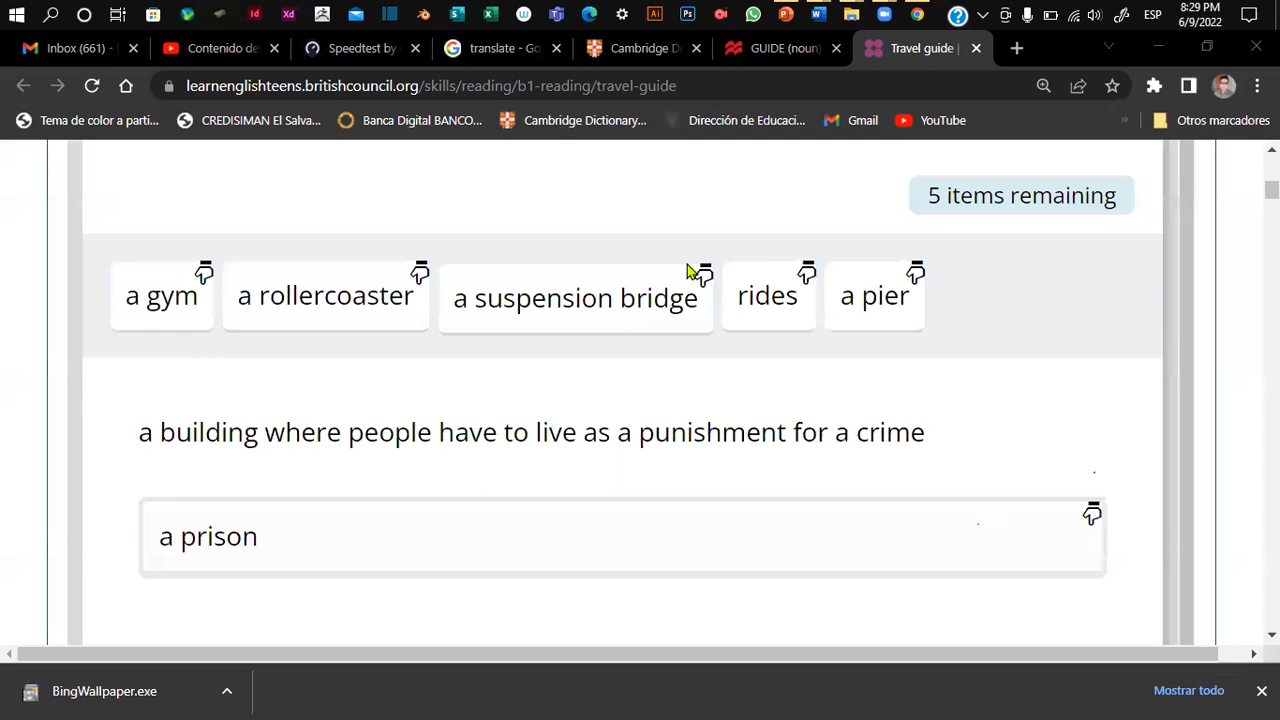 ESP
8:29 PM
6/9/2022
Inbox (661) -
Contenido de
Speedtest by
translate - Go
Cambridge D
GUIDE (noun)
Travel guide |
learnenglishteens.britishcouncil.org/skills/reading/b1-reading/travel-guide
Tema de color a parti...
CREDISIMAN El Salva...
Banca Digital BANCO...
Cambridge Dictionary...
Dirección de Educaci...
Gmail
YouTube
»
Otros marcadores
5 items remaining
a gym
a rollercoaster
a suspension bridge
rides
a pier
a building where people have to live as a punishment for a crime
a prison
BingWallpaper.exe
Mostrar todo